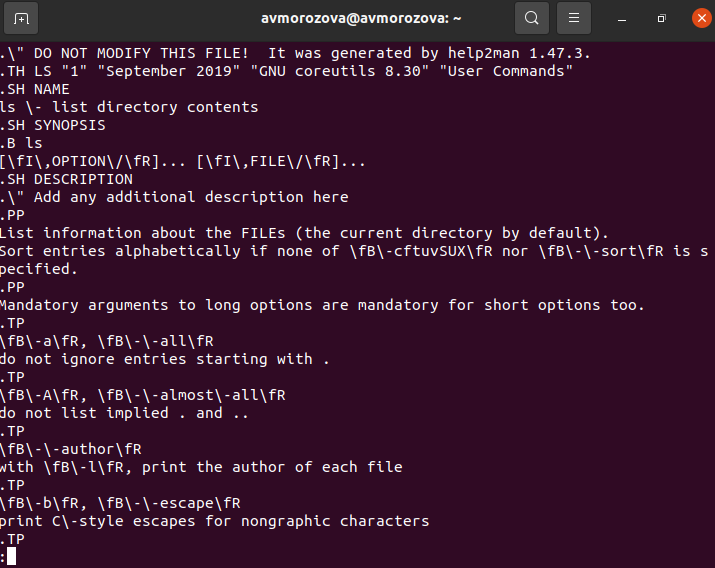 avmorozova@avmorozova: ~
.\" DO NOT MODIFY THIS FILE!  It was generated by help2man 1.47.3.
.TH LS "1" "September 2019" "GNU coreutils 8.30" "User Commands"
.SH NAME
ls \- list directory contents
.SH SYNOPSIS
.B ls
[\fI\,OPTION\/\fR]... [\fI\,FILE\/\fR]...
.SH DESCRIPTION
.\" Add any additional description here
.PP
List information about the FILEs (the current directory by default).
Sort entries alphabetically if none of \fB\-cftuvSUX\fR nor \fB\-\-sort\fR is s
pecified.
.PP
Mandatory arguments to long options are mandatory for short options too.
.TP
\fB\-a\fR, \fB\-\-all\fR
do not ignore entries starting with .
.TP
\fB\-A\fR, \fB\-\-almost\-all\fR
do not list implied . and ..
.TP
\fB\-\-author\fR
with \fB\-l\fR, print the author of each file
.TP
\fB\-b\fR, \fB\-\-escape\fR
print C\-style escapes for nongraphic characters
.TP
: